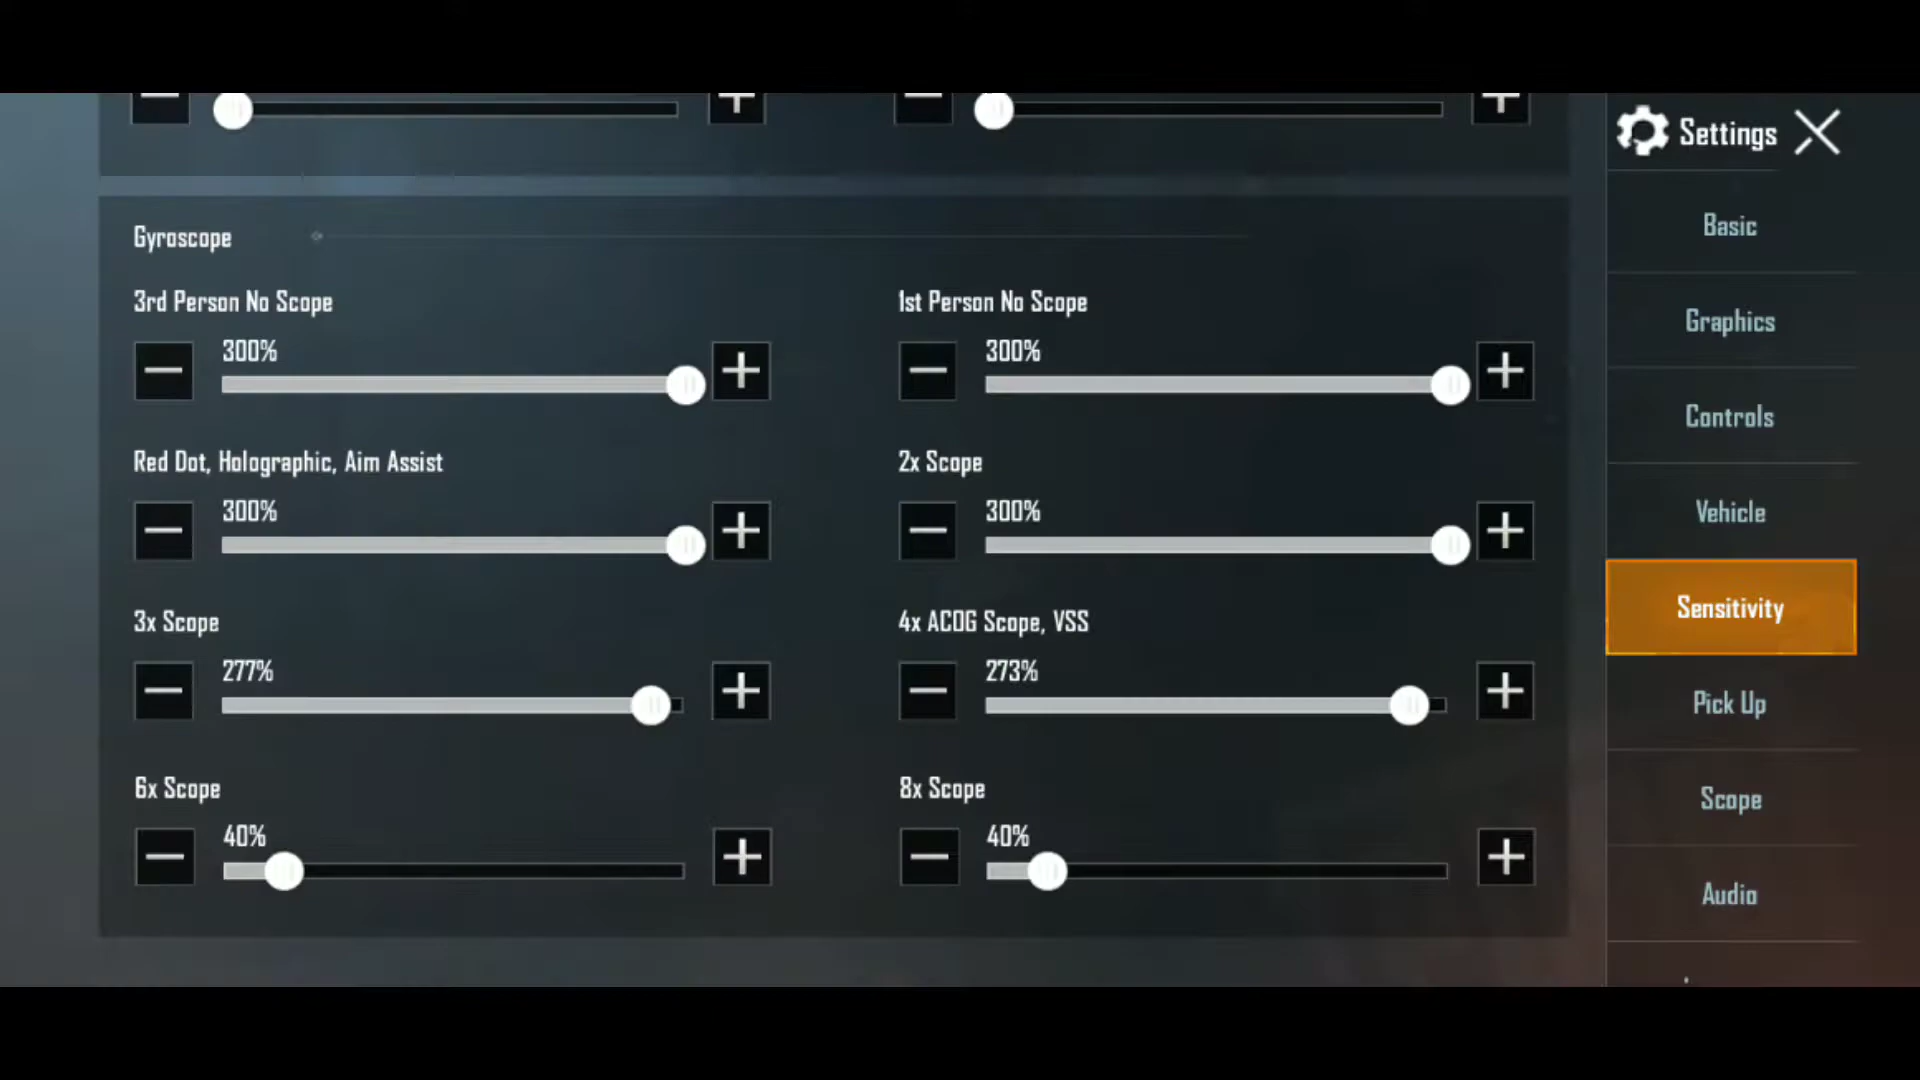 Settings
Basic
Graphics
Controls
Vehicle
Sensitivity
Pick Up
Scope
Audio
Gyroscope
3rd Person No Scope
300%
1st Person No Scope
300%
Red Dot, Holographic, Aim Assist
300%
2x Scope
300%
3x Scope
277%
4x ACOG Scope, VSS
273%
6x Scope
40%
8x Scope
40%